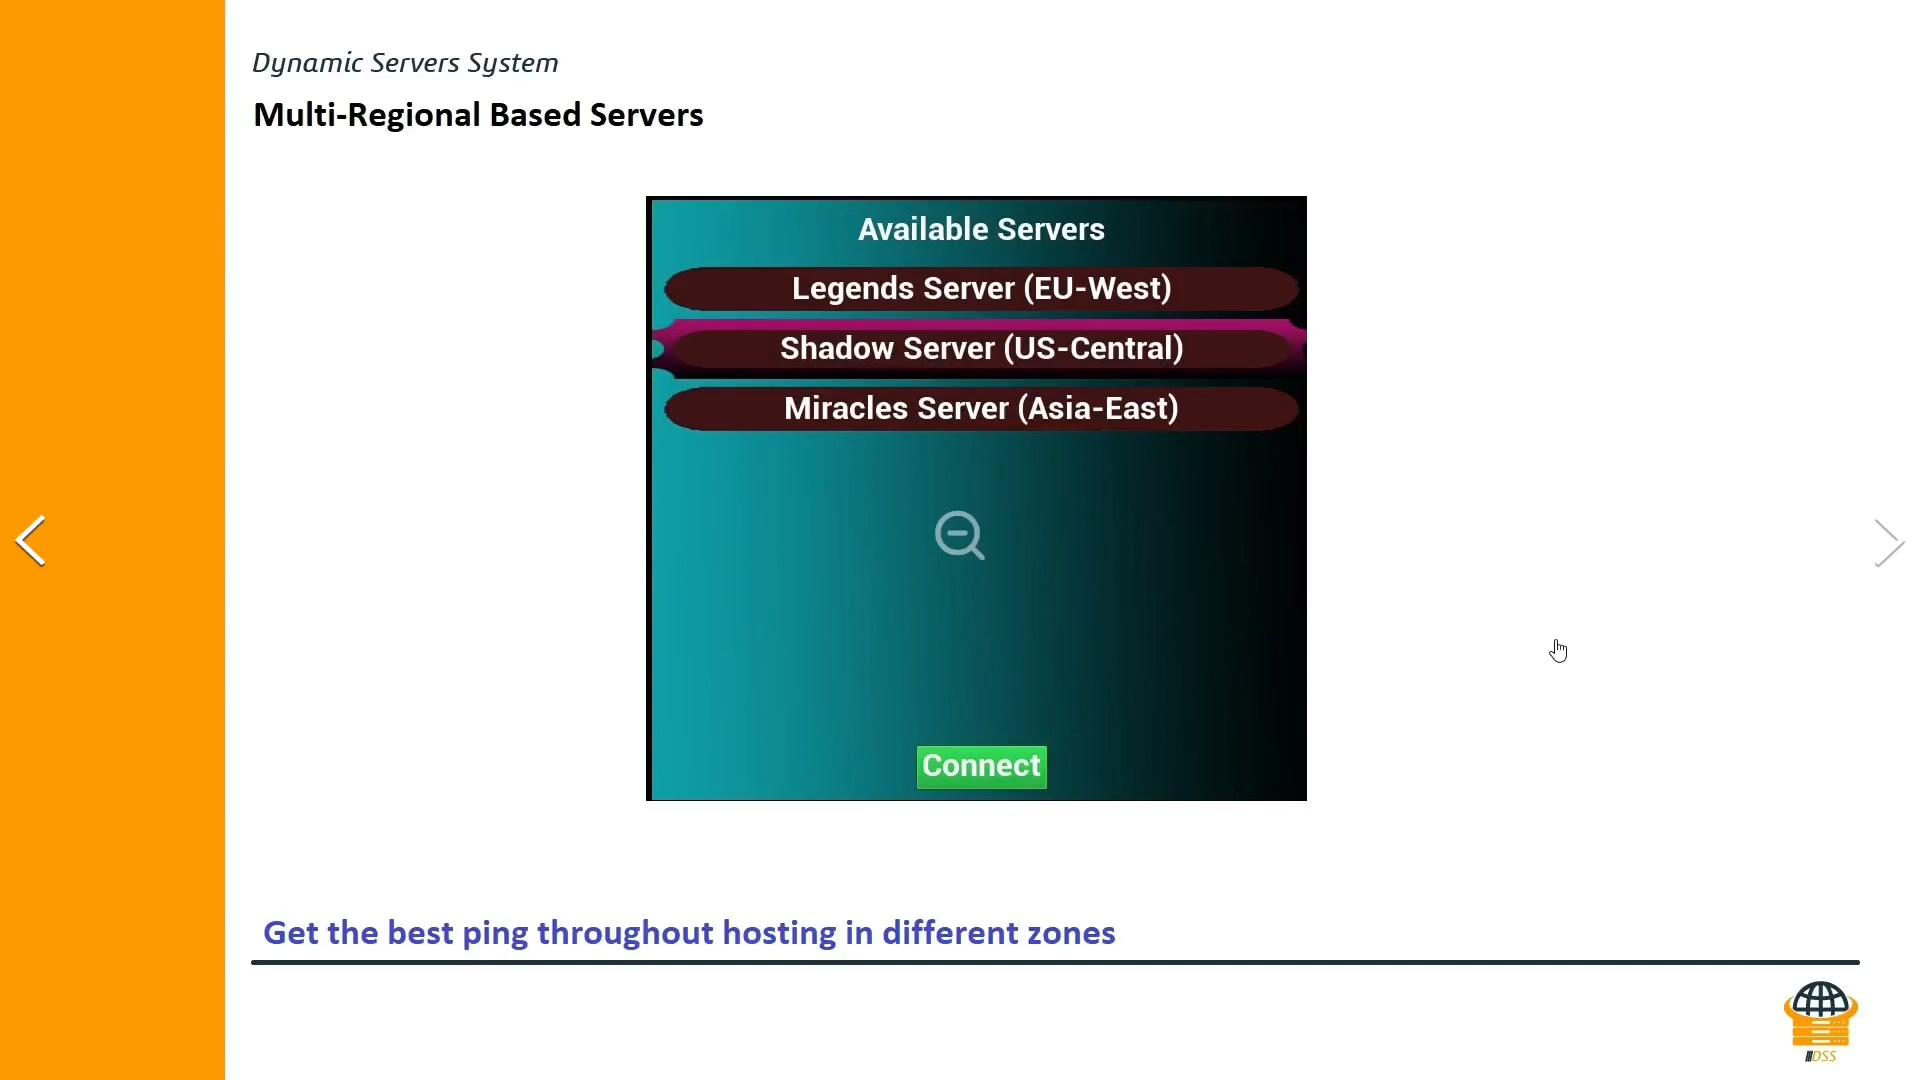 Dynamic Servers System
Multi-Regional Based Servers
Available Servers
Legends Server (EU-West)
Shadow Server (US-Central)
Miracles Server (Asia-East)
Connect
Get the best ping throughout hosting in different zones
DSS